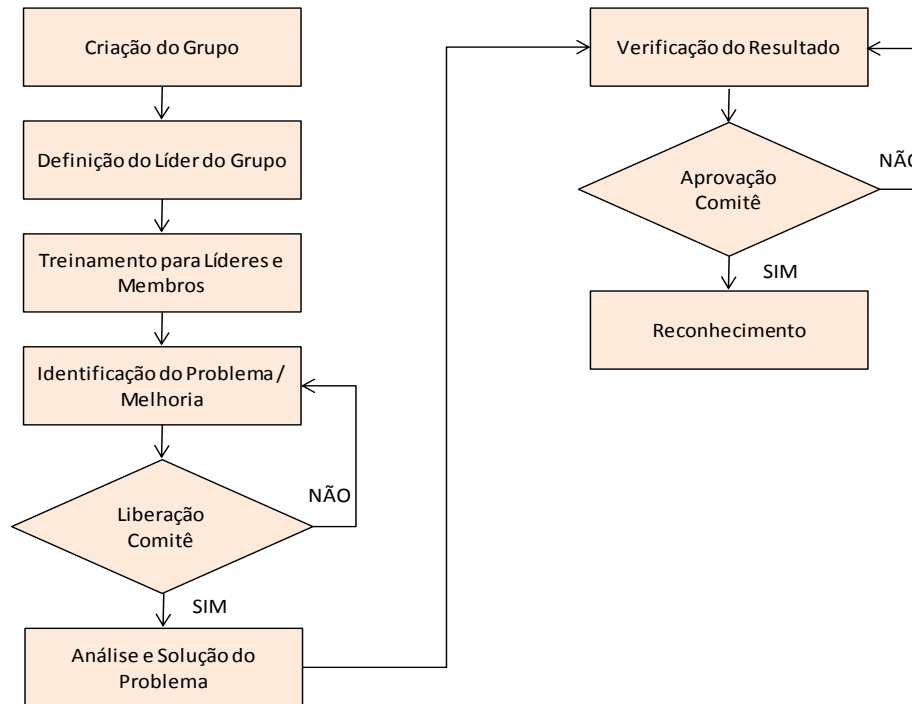 Criação do Grupo
Definição do Líder do Grupo
Treinamento para Líderes e
Membros
Identificação do Problema /
Melhoria
NÃO
Liberação
Comitê
SIM
Análise e Solução do
Problema
Verificação do Resultado
NÃO
Aprovação
Comitê
SIM
Reconhecimento